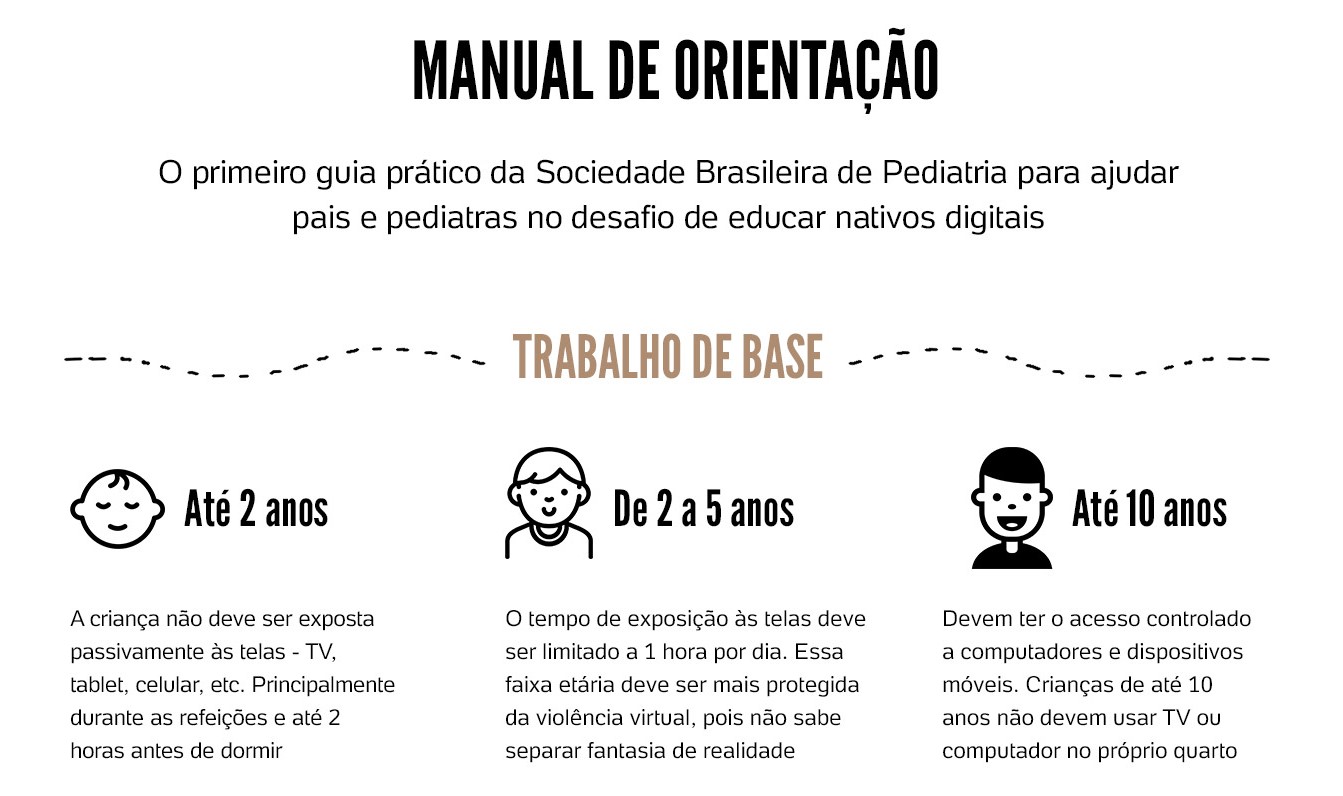 MANUAL DE ORIENTAÇÃO
O primeiro guia prático da Sociedade Brasileira de Pediatria para ajudar
pais e pediatras no desafio de educar nativos digitais
TRABALHO DE BASE
Até 2 anos
A criança não deve ser exposta
passivamente às telas - TV,
tablet, celular, etc. Principalmente
durante as refeições e até 2
horas antes de dormir
De 2 a 5 anos
O tempo de exposição às telas deve
ser limitado a 1 hora por dia. Essa
faixa etária deve ser mais protegida
da violência virtual, pois não sabe
separar fantasia de realidade
Até 10 anos
Devem ter o acesso controlado
a computadores e dispositivos
móveis. Crianças de até 10
anos não devem usar TV ou
computador no próprio quarto